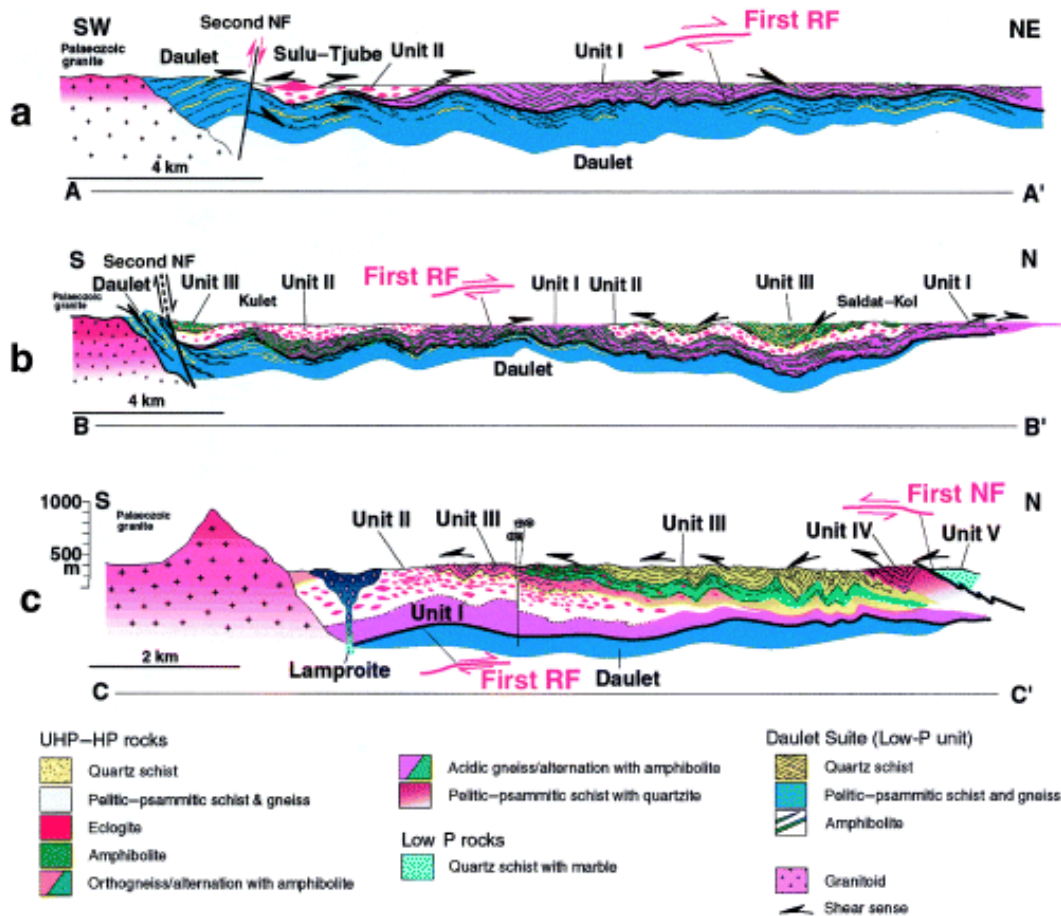 SW
Second NF
First RF
NE
Palaeozoic
granite
Daulet
Sulu-Tjube
Unit II
Unit I
a
Daulet
4 km
A
A'
S
Second NF
N
Daulet
Unit III
Unit II
First RF
Unit I
Unit II
Unit III
Unit I
Palaeozoic
granite
Kulet
Saldat-Kol
b
Daulet
4 km
B
B'
1000
S
First NF
N
Palaeozoic
granite
Unit II
Unit III
Unit III
Unit IV
Unit V
500
m
c
Unit I
2 km
Lamproite
First RF
Daulet
C
C'
UHP-HP rocks
Quartz schist
Pelitic-psammitic schist & gneiss
Eclogite
Amphibolite
Orthogneiss/alternation with amphibolite
Acidic gneiss/alternation with amphibolite
Pelitic-psammitic schist with quartzite
Low P rocks
Quartz schist with marble
Daulet Suite (Low-P unit)
Quartz schist
Pelitic-psammitic schist and gneiss
Amphibolite
Granitoid
Shear sense